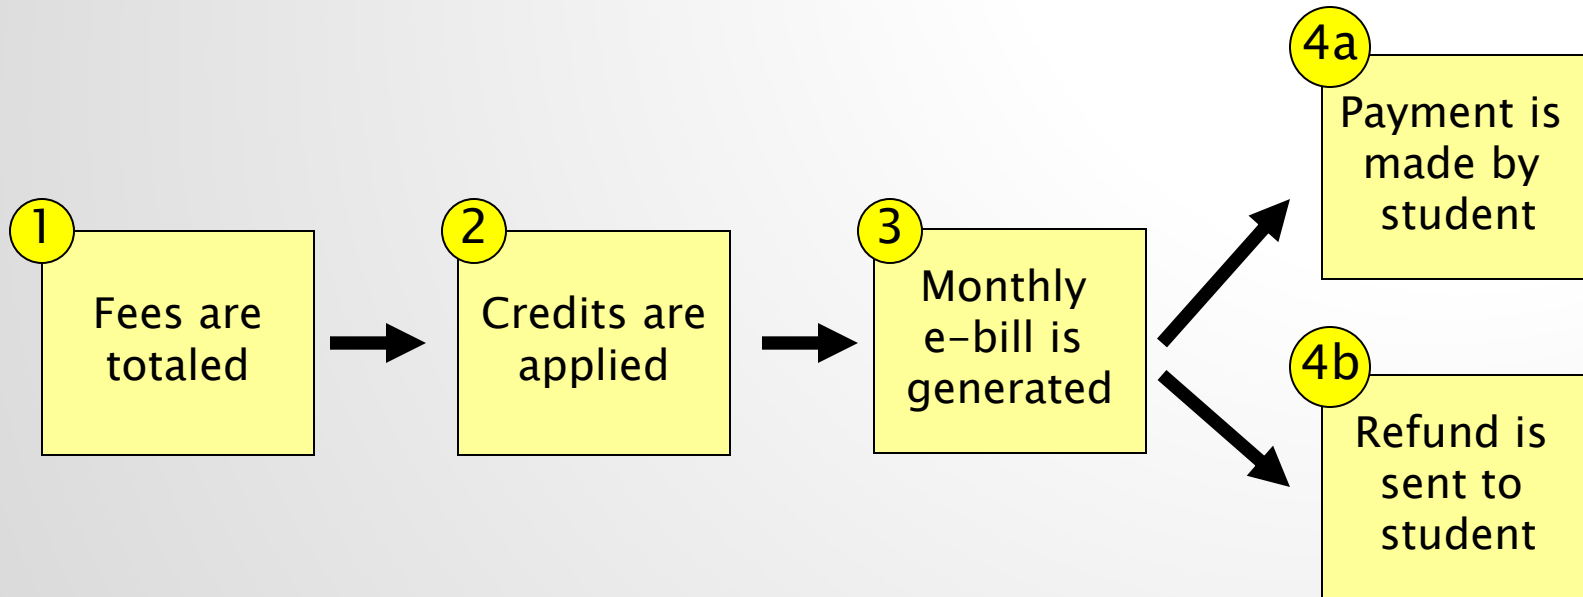 1
Fees are
totaled
2
Credits are
applied
3
Monthly
e-bill is
generated
4a
Payment is
made by
student
4b
Refund is
sent to
student